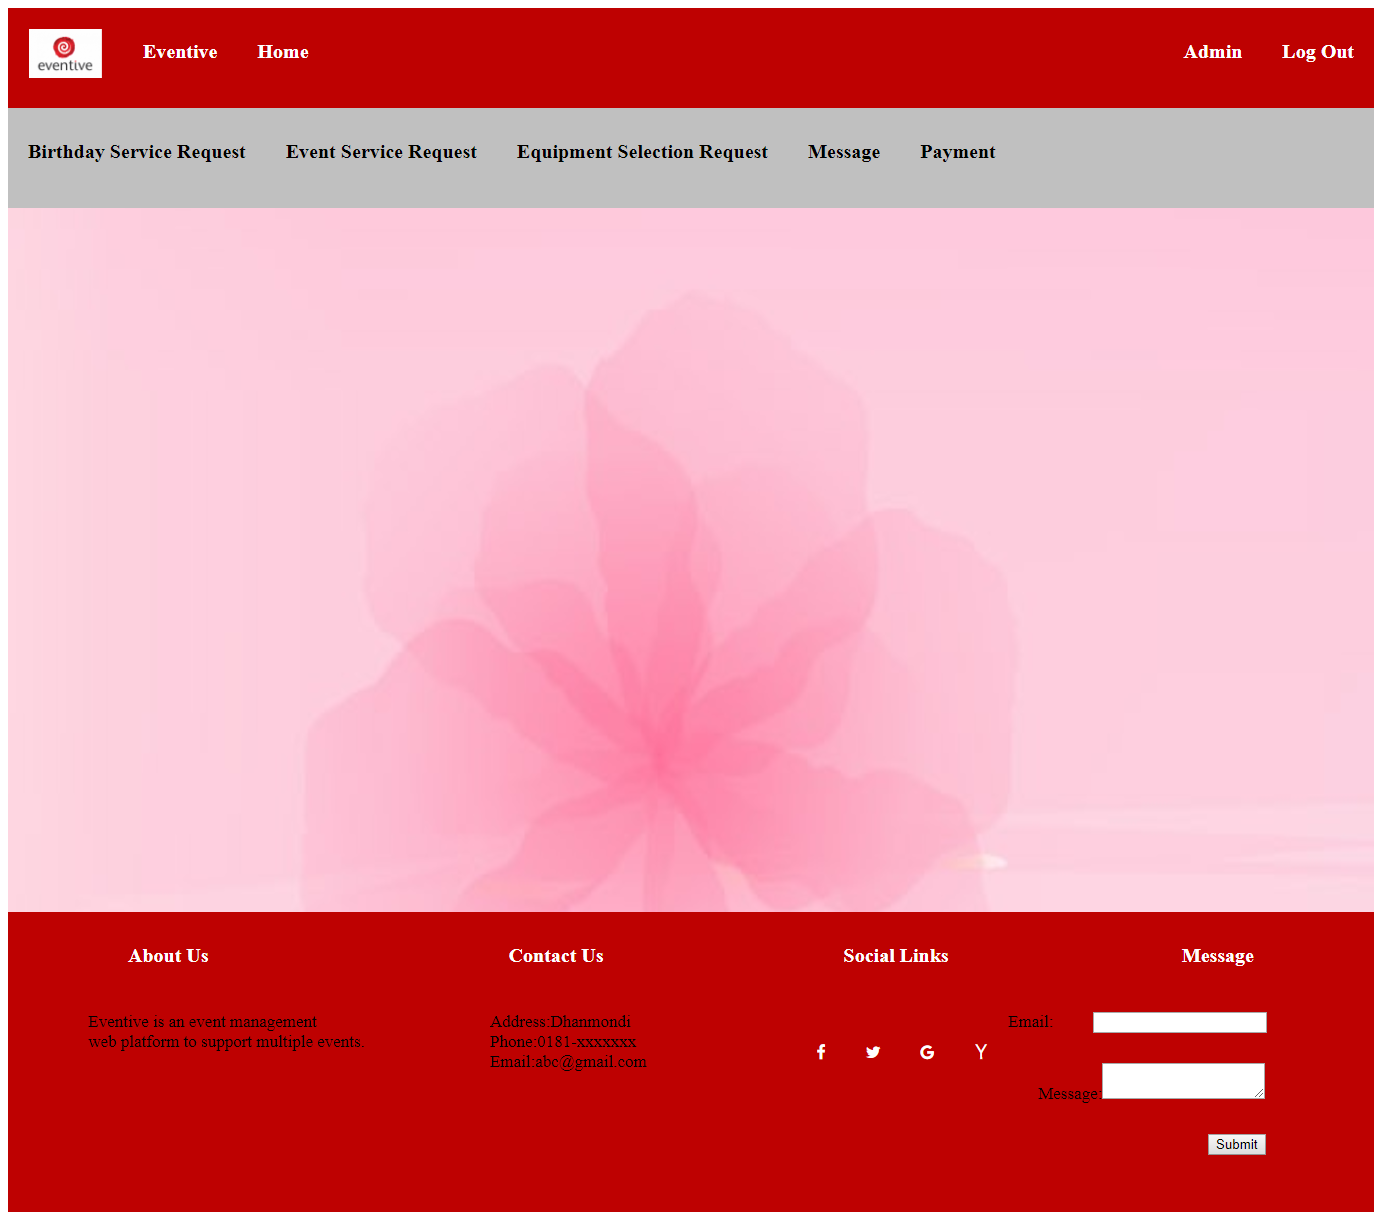 eventive
Eventive Home Admin Log Out
Birthday Service Request Event Service Request Equipment Selection Request Message Payment
About Us Contact Us Social Links Message
Eventive is an event management
web platform to support multiple events.
Address:Dhanmondi
Phone:0181-xxxxxxx
Email:abc@gmail.com
Email:
Message:
Submit